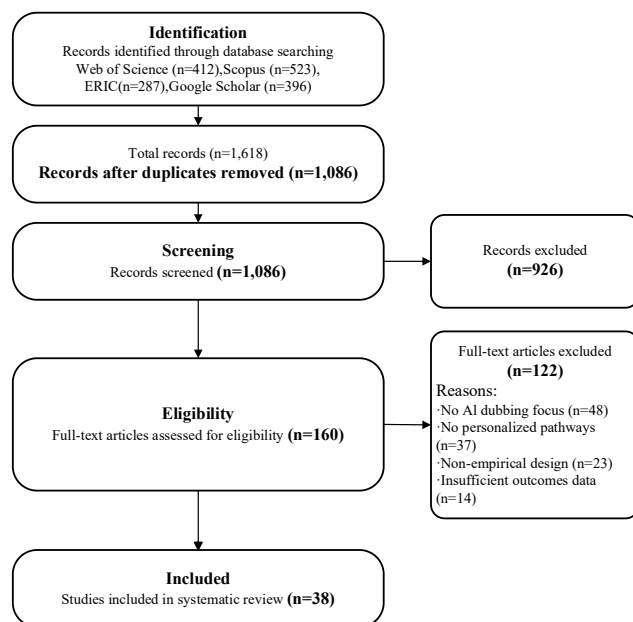 Identification
Records identified through database searching
Web of Science (n=412),Scopus (n=523),
ERIC(n=287),Google Scholar (n=396)
Total records (n=1,618)
Records after duplicates removed (n=1,086)
Screening
Records screened (n=1,086)
Records excluded
(n=926)
Eligibility
Full-text articles assessed for eligibility (n=160)
Full-text articles excluded
(n=122)
Reasons:
·No AI dubbing focus (n=48)
·No personalized pathways
(n=37)
·Non-empirical design (n=23)
·Insufficient outcomes data
(n=14)
Included
Studies included in systematic review (n=38)